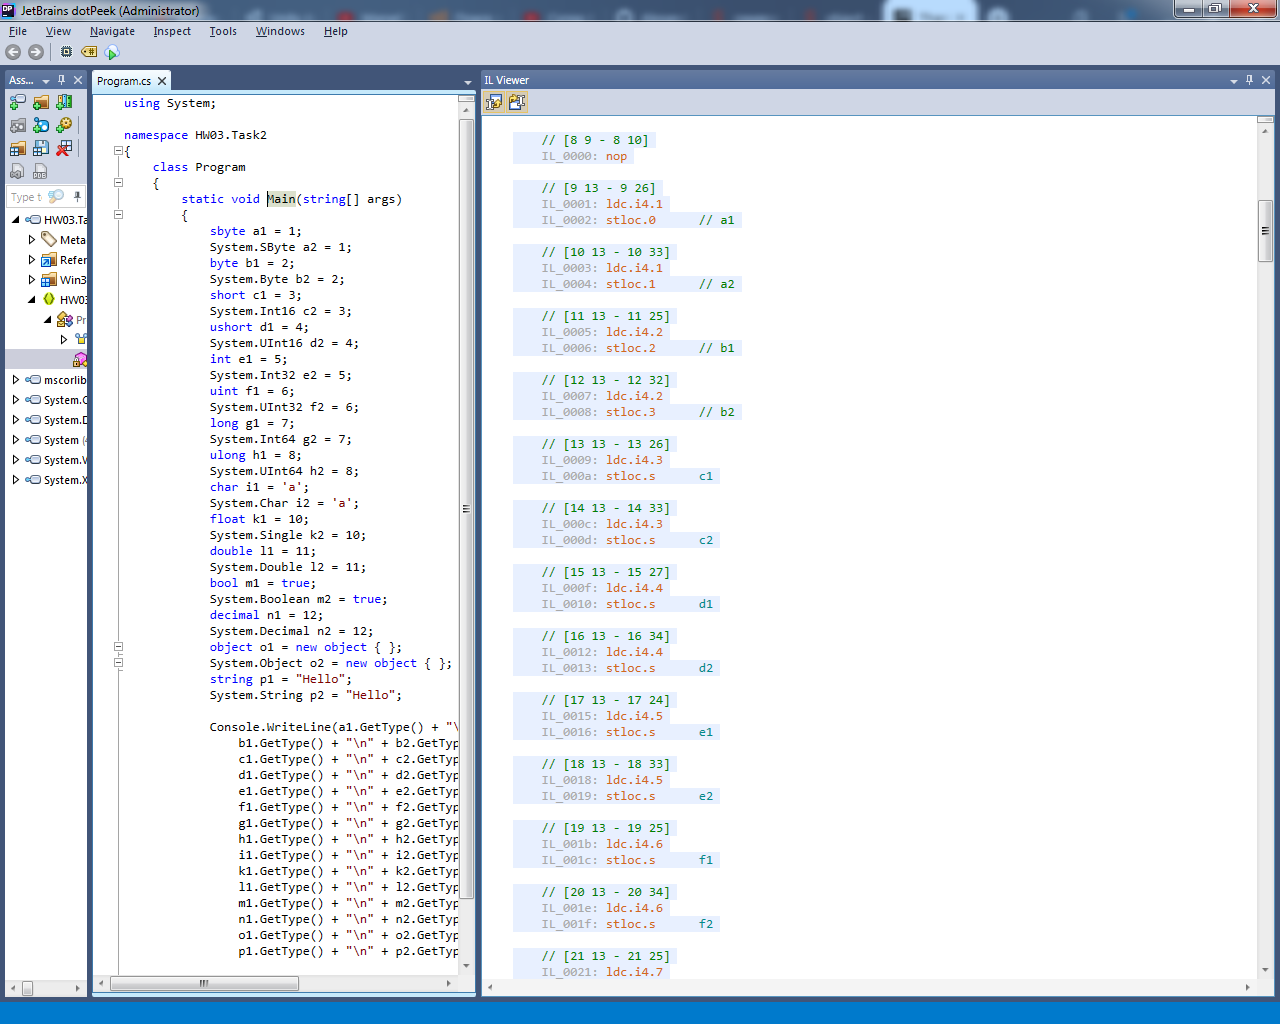 JetBrains dotPeek (Administrator)
File View Navigate Inspect Tools Windows Help
Ass...
Program.cs
IL Viewer
Type t
HW03.Ta
Meta
Refer
Win3
HW03
Pr
mscorlib
System.C
System.D
System (4
System.V
System.X
using System;
namespace HW03.Task2
{
class Program
{
static void Main(string[] args)
{
sbyte a1 = 1;
System.SByte a2 = 1;
byte b1 = 2;
System.Byte b2 = 2;
short c1 = 3;
System.Int16 c2 = 3;
ushort d1 = 4;
System.UInt16 d2 = 4;
int e1 = 5;
System.Int32 e2 = 5;
uint f1 = 6;
System.UInt32 f2 = 6;
long g1 = 7;
System.Int64 g2 = 7;
ulong h1 = 8;
System.UInt64 h2 = 8;
char i1 = 'a';
System.Char i2 = 'a';
float k1 = 10;
System.Single k2 = 10;
double l1 = 11;
System.Double l2 = 11;
bool m1 = true;
System.Boolean m2 = true;
decimal n1 = 12;
System.Decimal n2 = 12;
object o1 = new object { };
System.Object o2 = new object { };
string p1 = "Hello";
System.String p2 = "Hello";
Console.WriteLine(a1.GetType() + "\
b1.GetType() + "\n" + b2.GetTyp
c1.GetType() + "\n" + c2.GetTyp
d1.GetType() + "\n" + d2.GetTyp
e1.GetType() + "\n" + e2.GetTyp
f1.GetType() + "\n" + f2.GetTyp
g1.GetType() + "\n" + g2.GetTyp
h1.GetType() + "\n" + h2.GetTyp
i1.GetType() + "\n" + i2.GetTyp
k1.GetType() + "\n" + k2.GetTyp
l1.GetType() + "\n" + l2.GetTyp
m1.GetType() + "\n" + m2.GetTyp
n1.GetType() + "\n" + n2.GetTyp
o1.GetType() + "\n" + o2.GetTyp
p1.GetType() + "\n" + p2.GetTyp
// [8 9 - 8 10]
IL_0000: nop
// [9 13 - 9 26]
IL_0001: ldc.i4.1
IL_0002: stloc.0 // a1
// [10 13 - 10 33]
IL_0003: ldc.i4.1
IL_0004: stloc.1 // a2
// [11 13 - 11 25]
IL_0005: ldc.i4.2
IL_0006: stloc.2 // b1
// [12 13 - 12 32]
IL_0007: ldc.i4.2
IL_0008: stloc.3 // b2
// [13 13 - 13 26]
IL_0009: ldc.i4.3
IL_000a: stloc.s c1
// [14 13 - 14 33]
IL_000c: ldc.i4.3
IL_000d: stloc.s c2
// [15 13 - 15 27]
IL_000f: ldc.i4.4
IL_0010: stloc.s d1
// [16 13 - 16 34]
IL_0012: ldc.i4.4
IL_0013: stloc.s d2
// [17 13 - 17 24]
IL_0015: ldc.i4.5
IL_0016: stloc.s e1
// [18 13 - 18 33]
IL_0018: ldc.i4.5
IL_0019: stloc.s e2
// [19 13 - 19 25]
IL_001b: ldc.i4.6
IL_001c: stloc.s f1
// [20 13 - 20 34]
IL_001e: ldc.i4.6
IL_001f: stloc.s f2
// [21 13 - 21 25]
IL_0021: ldc.i4.7